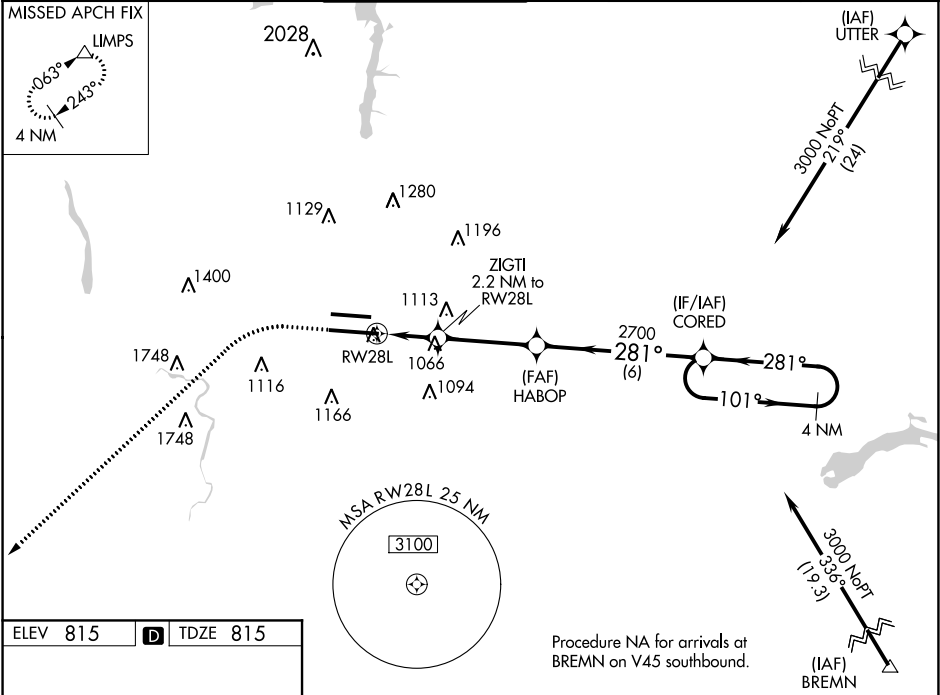 MISSED APCH FIX
LIMPS
063°
243°
4 NM
2028
(IAF)
UTTER
3000 NoPT
219°
(24)
1129
1280
1196
1400
ZIGTI
2.2 NM to
RW28L
1113
(IF/IAF)
CORED
2700
281°
(6)
281°
101°
4 NM
RW28L
1066
(FAF)
HABOP
1748
1116
1094
1166
1748
MSA RW28L 25 NM
3100
3000 NoPT
336°
(19.3)
(IAF)
BREMN
Procedure NA for arrivals at
BREMN on V45 southbound.
ELEV 815 D TDZE 815